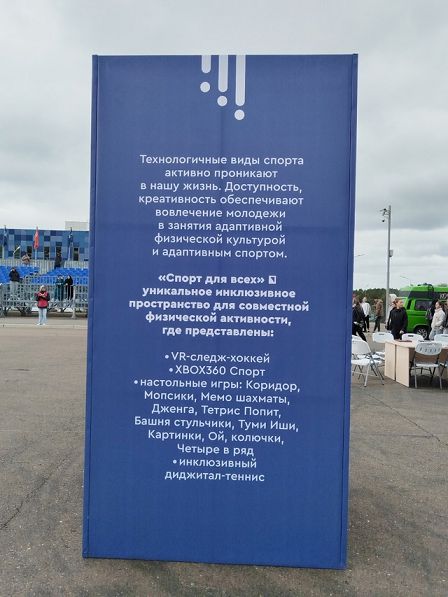 Технологичные виды спорта
активно проникают
в нашу жизнь. Доступность,
креативность обеспечивают
вовлечение молодежи
в занятия адаптивной
физической культурой
и адаптивным спортом.
«Спорт для всех»
уникальное инклюзивное
пространство для совместной
физической активности,
где представлены:
•VR-следж-хоккей
•XBOX360 Спорт
•настольные игры: Коридор,
Мопсики, Мемо шахматы,
Дженга, Тетрис Попит,
Башня стульчики, Туми Иши,
Картинки, Ой, колючки,
Четыре в ряд
•инклюзивный
диджитал-теннис